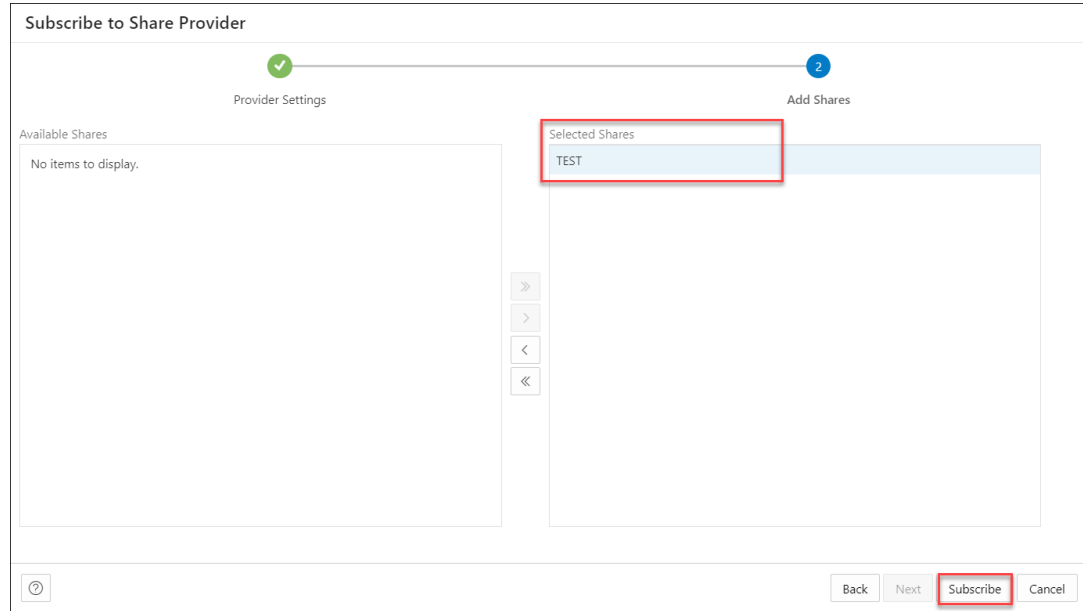 Subscribe to Share Provider
2
Provider Settings
Add Shares
Available Shares
Selected Shares
No items to display.
TEST
?
Back
Next
Subscribe
Cancel